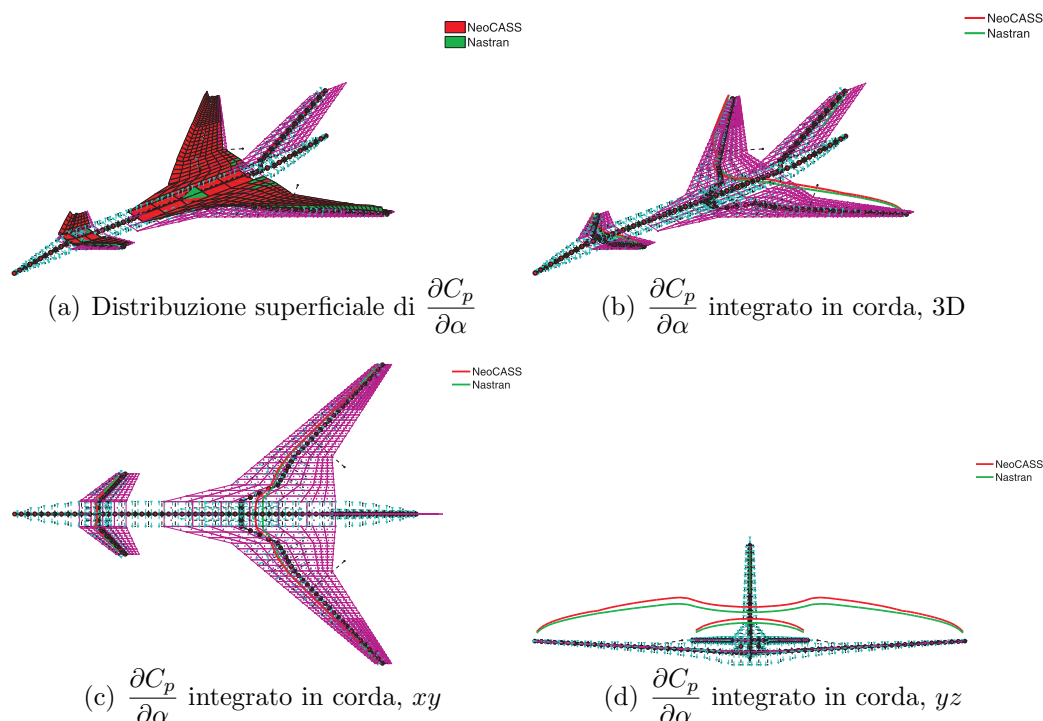 NeoCASS
Nastran
NeoCASS
Nastran
(a) Distribuzione superficiale di ∂C_p/∂α
(b) ∂C_p/∂α integrato in corda, 3D
NeoCASS
Nastran
NeoCASS
Nastran
(c) ∂C_p/∂α integrato in corda, xy
(d) ∂C_p/∂α integrato in corda, yz